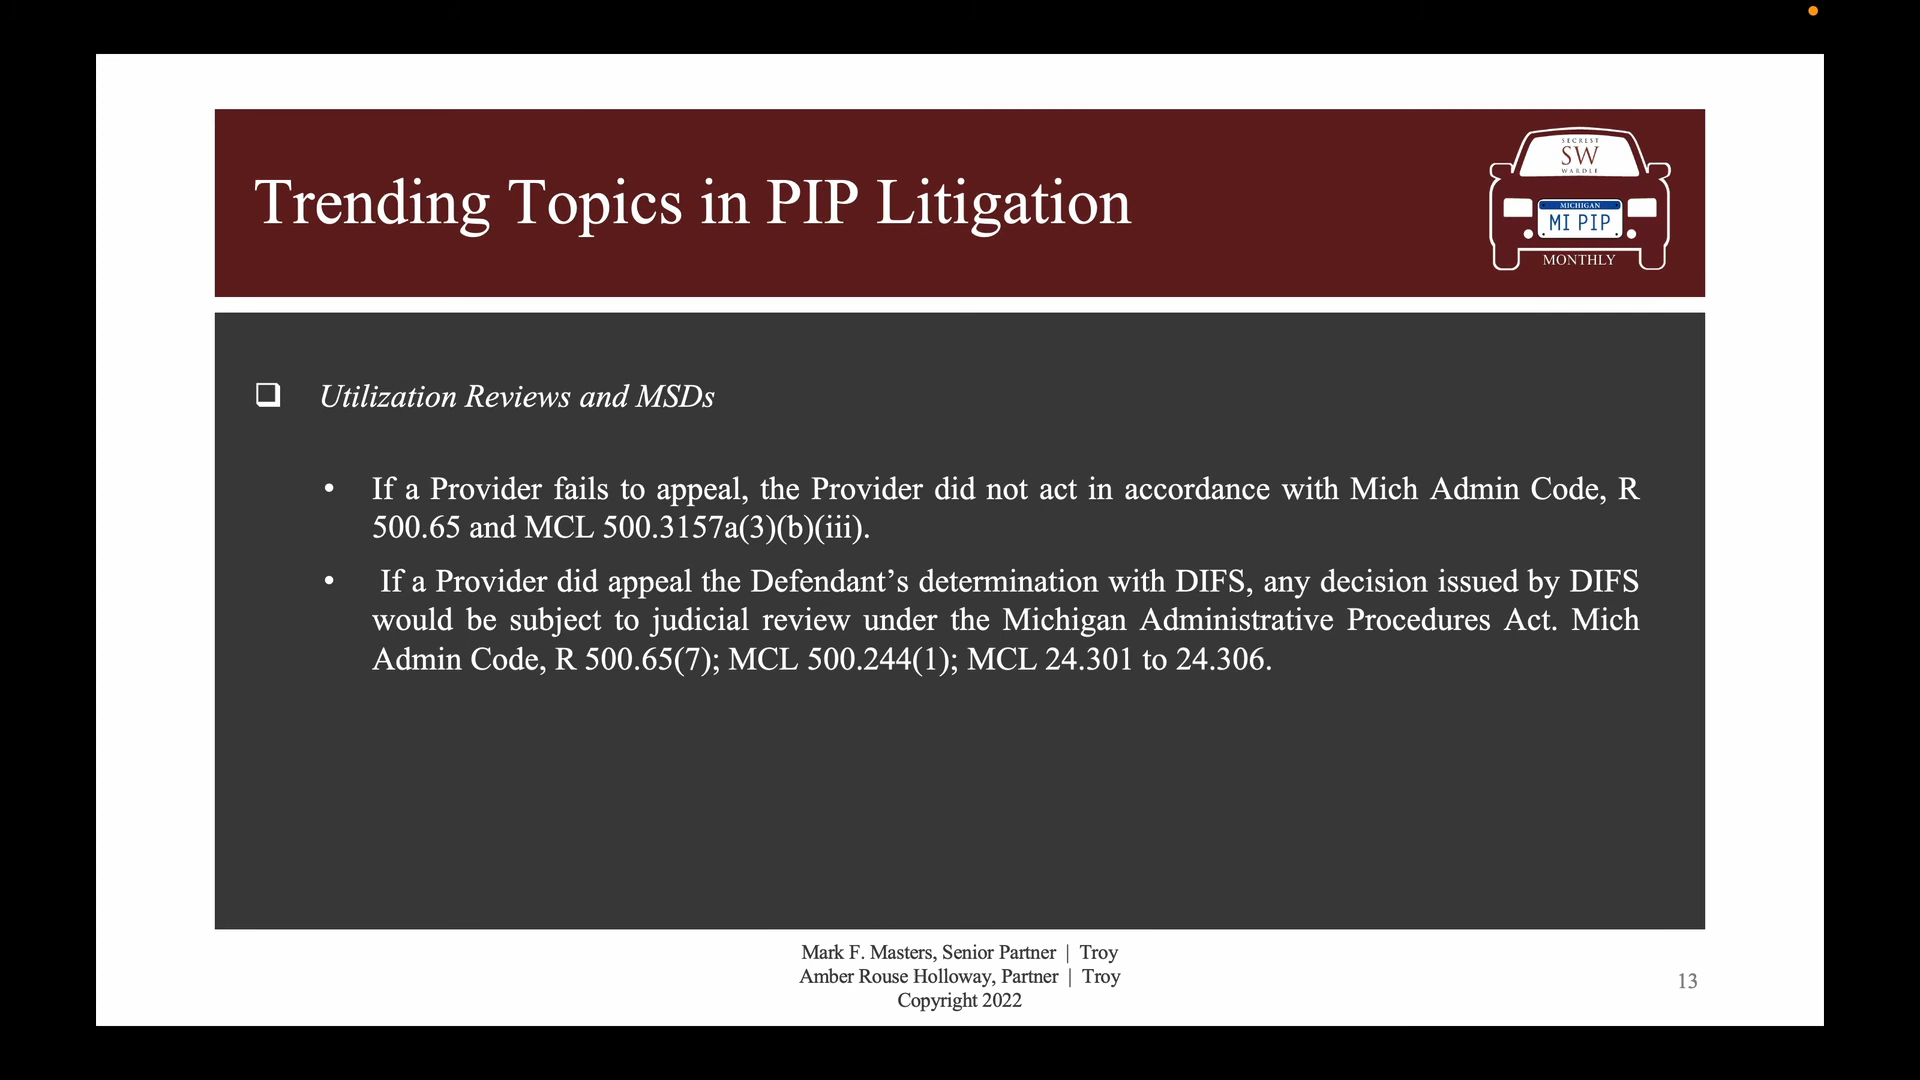 Trending Topics in PIP Litigation
SECREST
SW
WARDLE
MICHIGAN
MI PIP
MONTHLY
❑ Utilization Reviews and MSDs
• If a Provider fails to appeal, the Provider did not act in accordance with Mich Admin Code, R
500.65 and MCL 500.3157a(3)(b)(iii).
• If a Provider did appeal the Defendant’s determination with DIFS, any decision issued by DIFS
would be subject to judicial review under the Michigan Administrative Procedures Act. Mich
Admin Code, R 500.65(7); MCL 500.244(1); MCL 24.301 to 24.306.
Mark F. Masters, Senior Partner | Troy
Amber Rouse Holloway, Partner | Troy
Copyright 2022
13